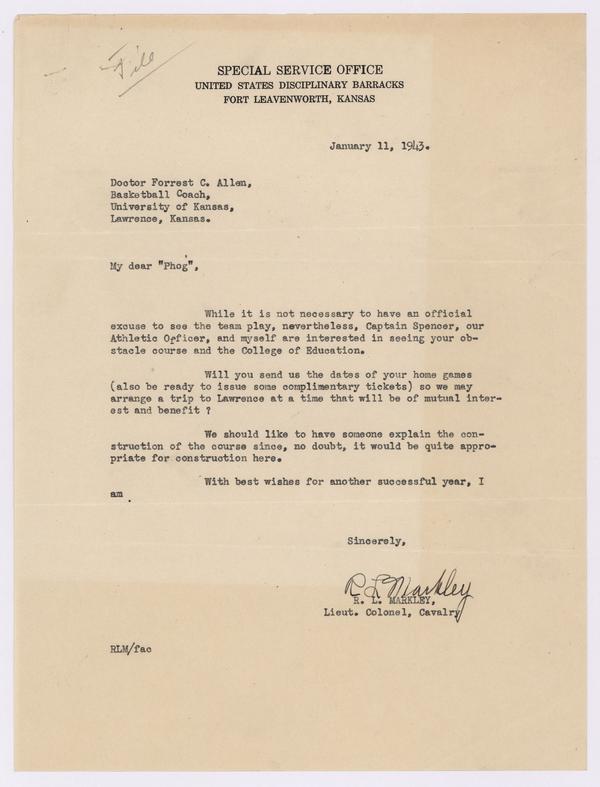 File
SPECIAL SERVICE OFFICE
UNITED STATES DISCIPLINARY BARRACKS
FORT LEAVENWORTH, KANSAS
January 11, 1943.
Doctor Forrest C. Allen,
Basketball Coach,
University of Kansas,
Lawrence, Kansas.
My dear "Phog",
While it is not necessary to have an official
excuse to see the team play, nevertheless, Captain Spencer, our
Athletic Officer, and myself are interested in seeing your ob-
stacle course and the College of Education.
Will you send us the dates of your home games
(also be ready to issue some complimentary tickets) so we may
arrange a trip to Lawrence at a time that will be of mutual inter-
est and benefit ?
We should like to have someone explain the con-
struction of the course since, no doubt, it would be quite appro-
priate for construction here.
With best wishes for another successful year, I
am .
Sincerely,
R L Markley
R. L. MARKLEY,
Lieut. Colonel, Cavalry
RLM/fac